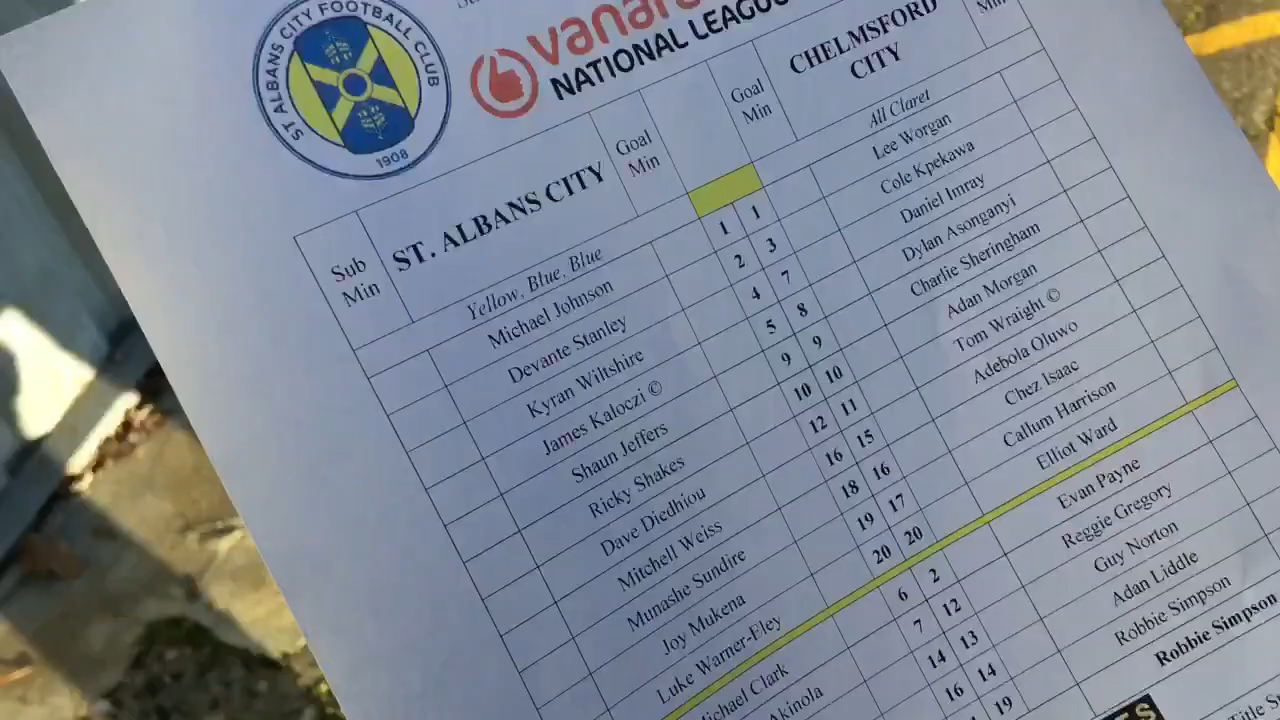 ST ALBANS CITY FOOTBALL CLUB
1908
vanara
NATIONAL LEAGUE
Sub Min ST. ALBANS CITY Goal Min Goal Min CHELMSFORD CITY Min
Yellow, Blue, Blue All Claret
Michael Johnson 1 1 Lee Worgan
Devante Stanley 2 3 Cole Kpekawa
Kyran Wiltshire 4 7 Daniel Imray
James Kaloczi © 5 8 Dylan Asonganyi
Shaun Jeffers 9 9 Charlie Sheringham
Ricky Shakes 10 10 Adan Morgan
Dave Diedhiou 12 11 Tom Wraight ©
Mitchell Weiss 16 15 Adebola Oluwo
Munashe Sundire 18 16 Chez Isaac
Joy Mukena 19 17 Callum Harrison
Luke Warner-Eley 20 20 Elliot Ward
Michael Clark 6 2 Evan Payne
Akinola 7 12 Reggie Gregory
14 13 Guy Norton
16 14 Adan Liddle
19 Robbie Simpson
Robbie Simpson